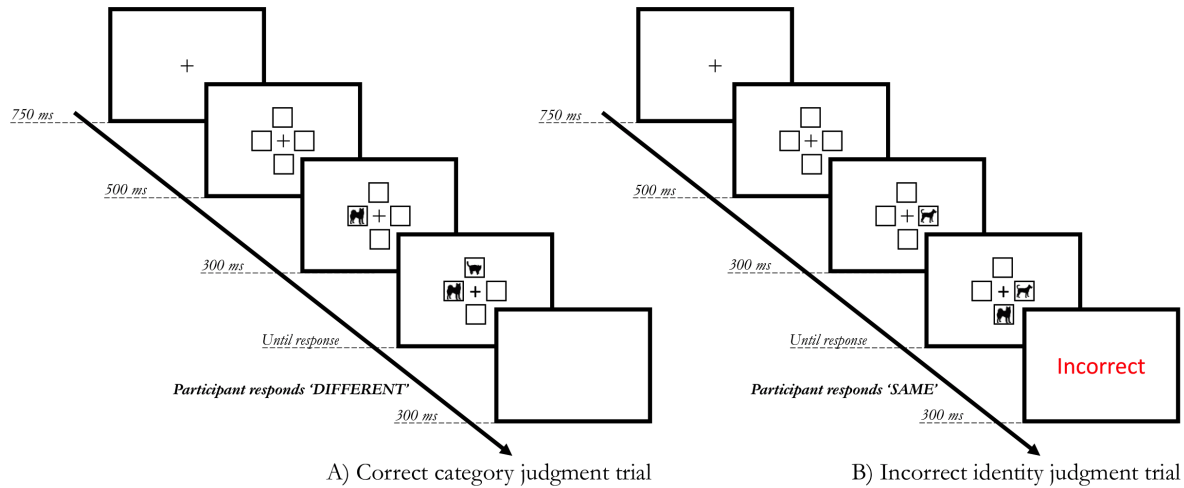 750 ms
500 ms
300 ms
Until response
Participant responds ‘DIFFERENT’
300 ms
A) Correct category judgment trial
750 ms
500 ms
300 ms
Until response
Participant responds ‘SAME’
300 ms
Incorrect
B) Incorrect identity judgment trial